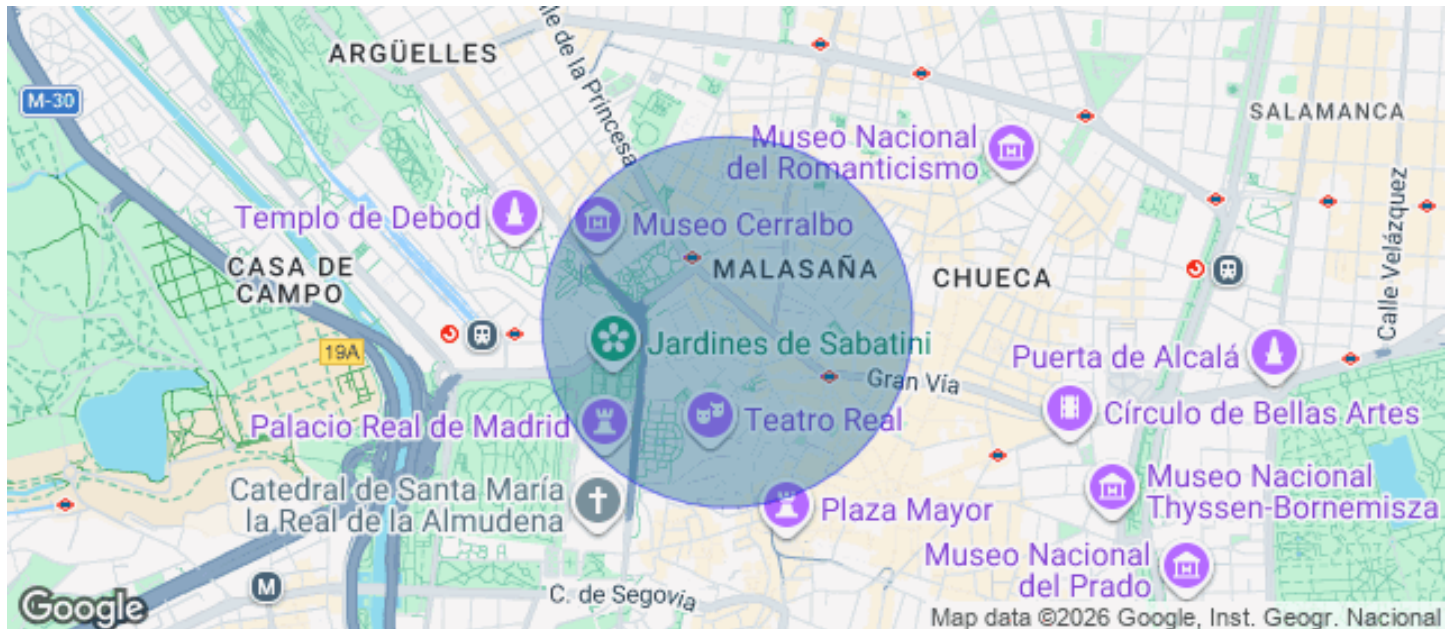 ARGÜELLES
lle de la Princesa
M-30
SALAMANCA
Museo Nacional
del Romanticismo
Calle Velázquez
Templo de Debod
Museo Cerralbo
CASA DE
CAMPO
MALASAÑA
CHUECA
19A
Jardines de Sabatini
Puerta de Alcalá
Gran Vía
Palacio Real de Madrid
Teatro Real
Círculo de Bellas Artes
Catedral de Santa María
la Real de la Almudena
Plaza Mayor
Museo Nacional
Thyssen-Bornemisza
Museo Nacional
del Prado
M
C. de Segovia
Google
Map data ©2026 Google, Inst. Geogr. Nacional